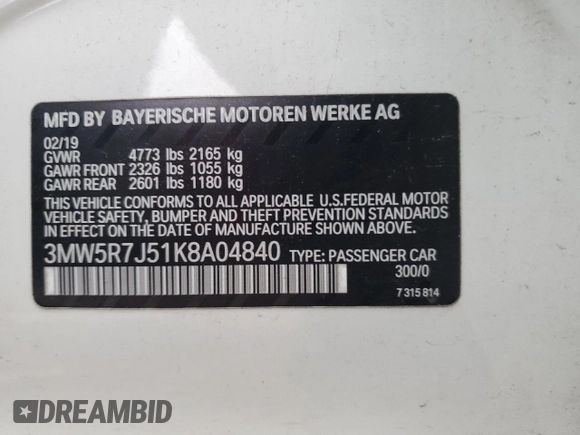 MFD BY BAYERISCHE MOTOREN WERKE AG
02/19
GVWR 4773 lbs 2165 kg
GAWR FRONT 2326 lbs 1055 kg
GAWR REAR 2601 lbs 1180 kg
THIS VEHICLE CONFORMS TO ALL APPLICABLE U.S.FEDERAL MOTOR
VEHICLE SAFETY, BUMPER AND THEFT PREVENTION STANDARDS
IN EFFECT ON THE DATE OF MANUFACTURE SHOWN ABOVE.
3MW5R7J51K8A04840 TYPE: PASSENGER CAR
300/0
7 315 814
DREAMBID